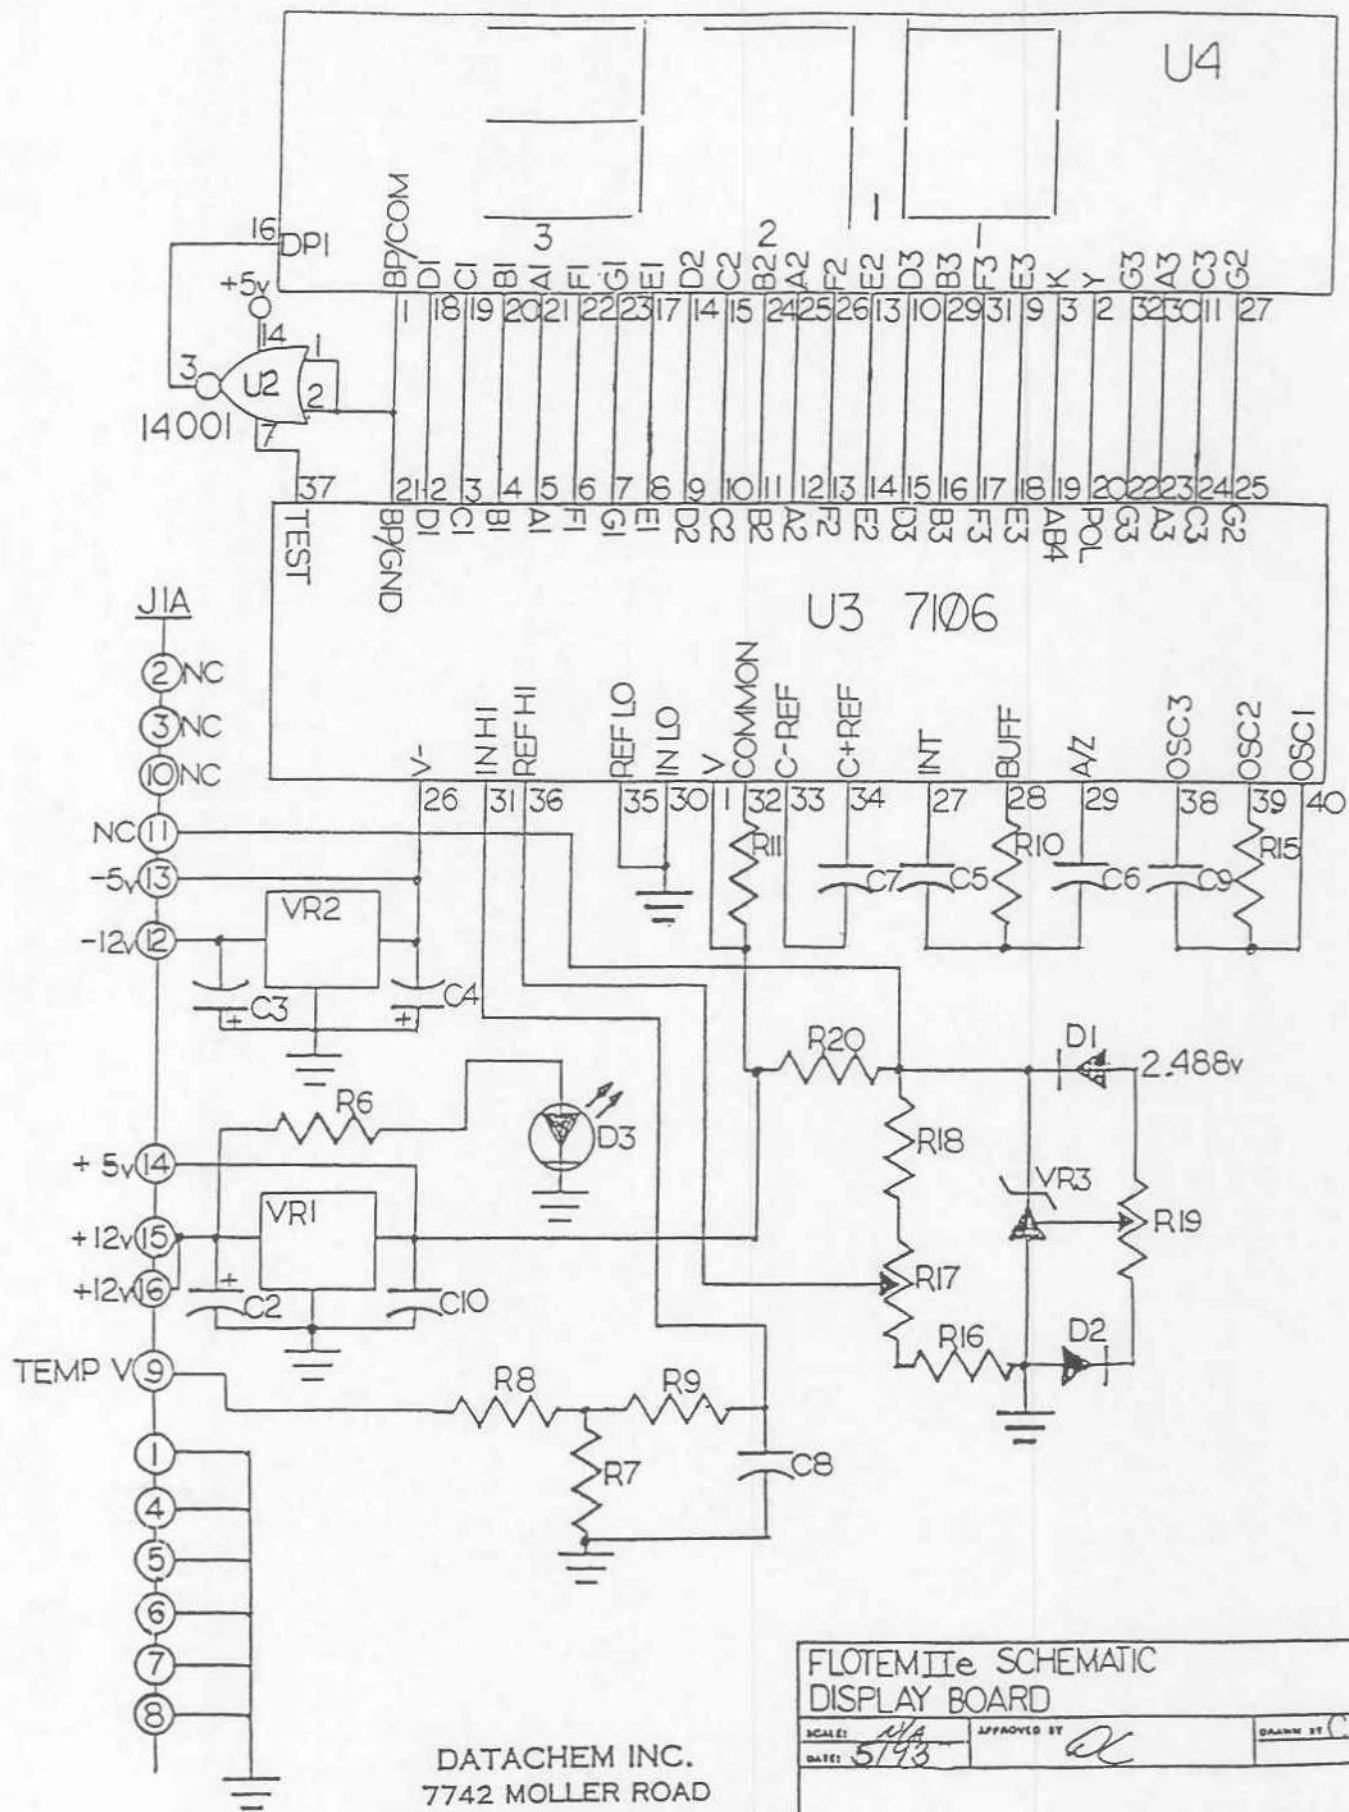 U4
3
2
1
16
DP1
BP/COM
D1
C1
B1
A1
F1
G1
E1
D2
C2
B2
A2
F2
E2
D3
B3
F3
E3
K
Y
G3
A3
C3
G2
1
18
19
20
21
22
23
17
14
15
24
25
26
13
10
29
31
9
3
2
32
30
11
27
+5v
14
3
U2
1
2
14001
7
37
21
2
3
4
5
6
7
8
9
10
11
12
13
14
15
16
17
18
19
20
22
23
24
25
TEST
BP/GND
D1
C1
B1
A1
F1
G1
E1
D2
C2
B2
A2
F2
E2
D3
B3
F3
E3
AB4
POL
G3
A3
C3
G2
U3 7106
V-
IN HI
REF HI
REF LO
IN LO
V
COMMON
C-REF
C+REF
INT
BUFF
A/Z
OSC3
OSC2
OSC1
26
31
36
35
30
1
32
33
34
27
28
29
38
39
40
J1A
2 NC
3 NC
10 NC
NC 11
-5v 13
-12v 12
VR2
C3
+
C4
+
R11
C7
C5
R10
C6
C9
R15
R20
D1
2.488v
R6
D3
+ 5v 14
R18
VR3
R19
+12v 15
VR1
+12v 16
+
C2
C10
R17
R16
D2
TEMP V 9
R8
R9
R7
C8
1
4
5
6
7
8
FLOTEM IIe SCHEMATIC
DISPLAY BOARD
SCALE: N/A
APPROVED BY
DRAWN BY C
DATE: 5/93
DATACHEM INC.
7742 MOLLER ROAD